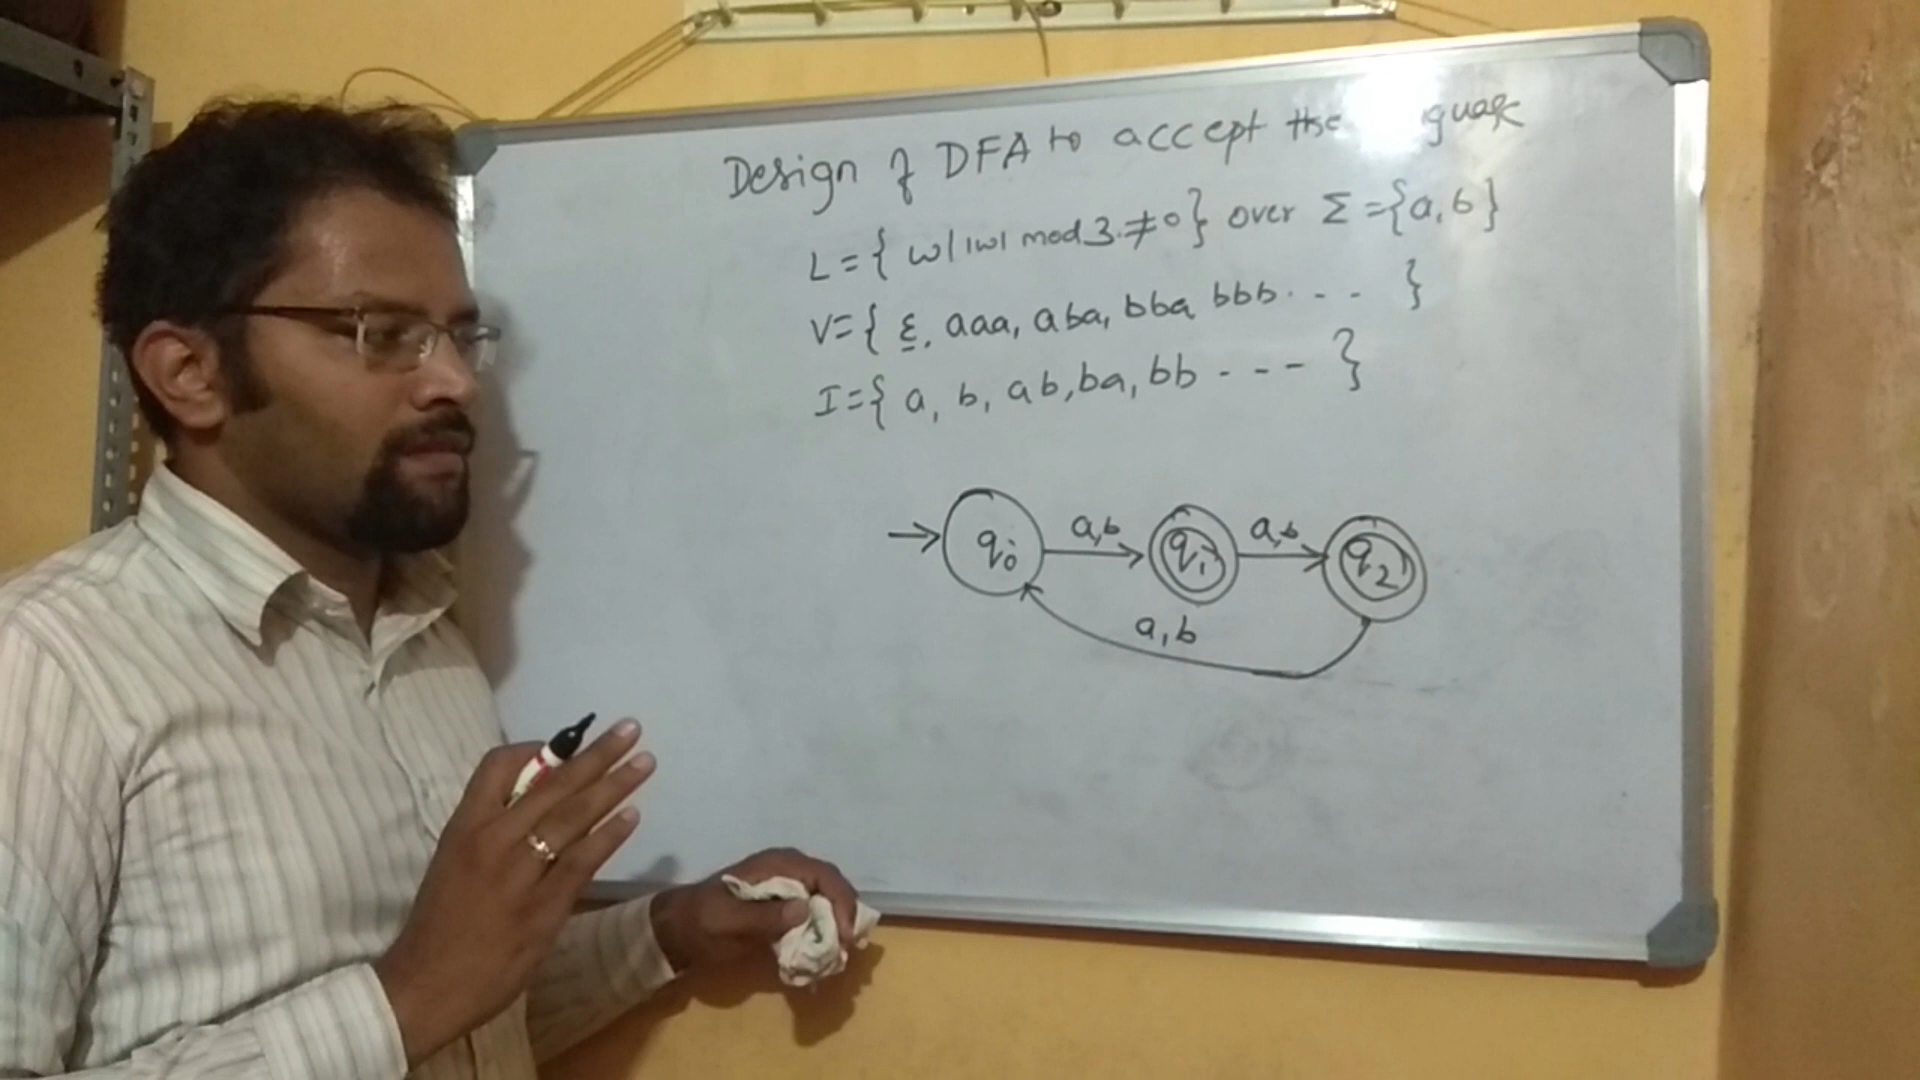 Design of DFA to accept the
L = { w / |w| mod 3 ≠ 0 } over Σ = {a, b}
V = { ε, aaa, aba, bba bbb . - - }
I = { a, b, ab, ba, bb - - - }
a,b a,b
q0 q1 q2
a, b